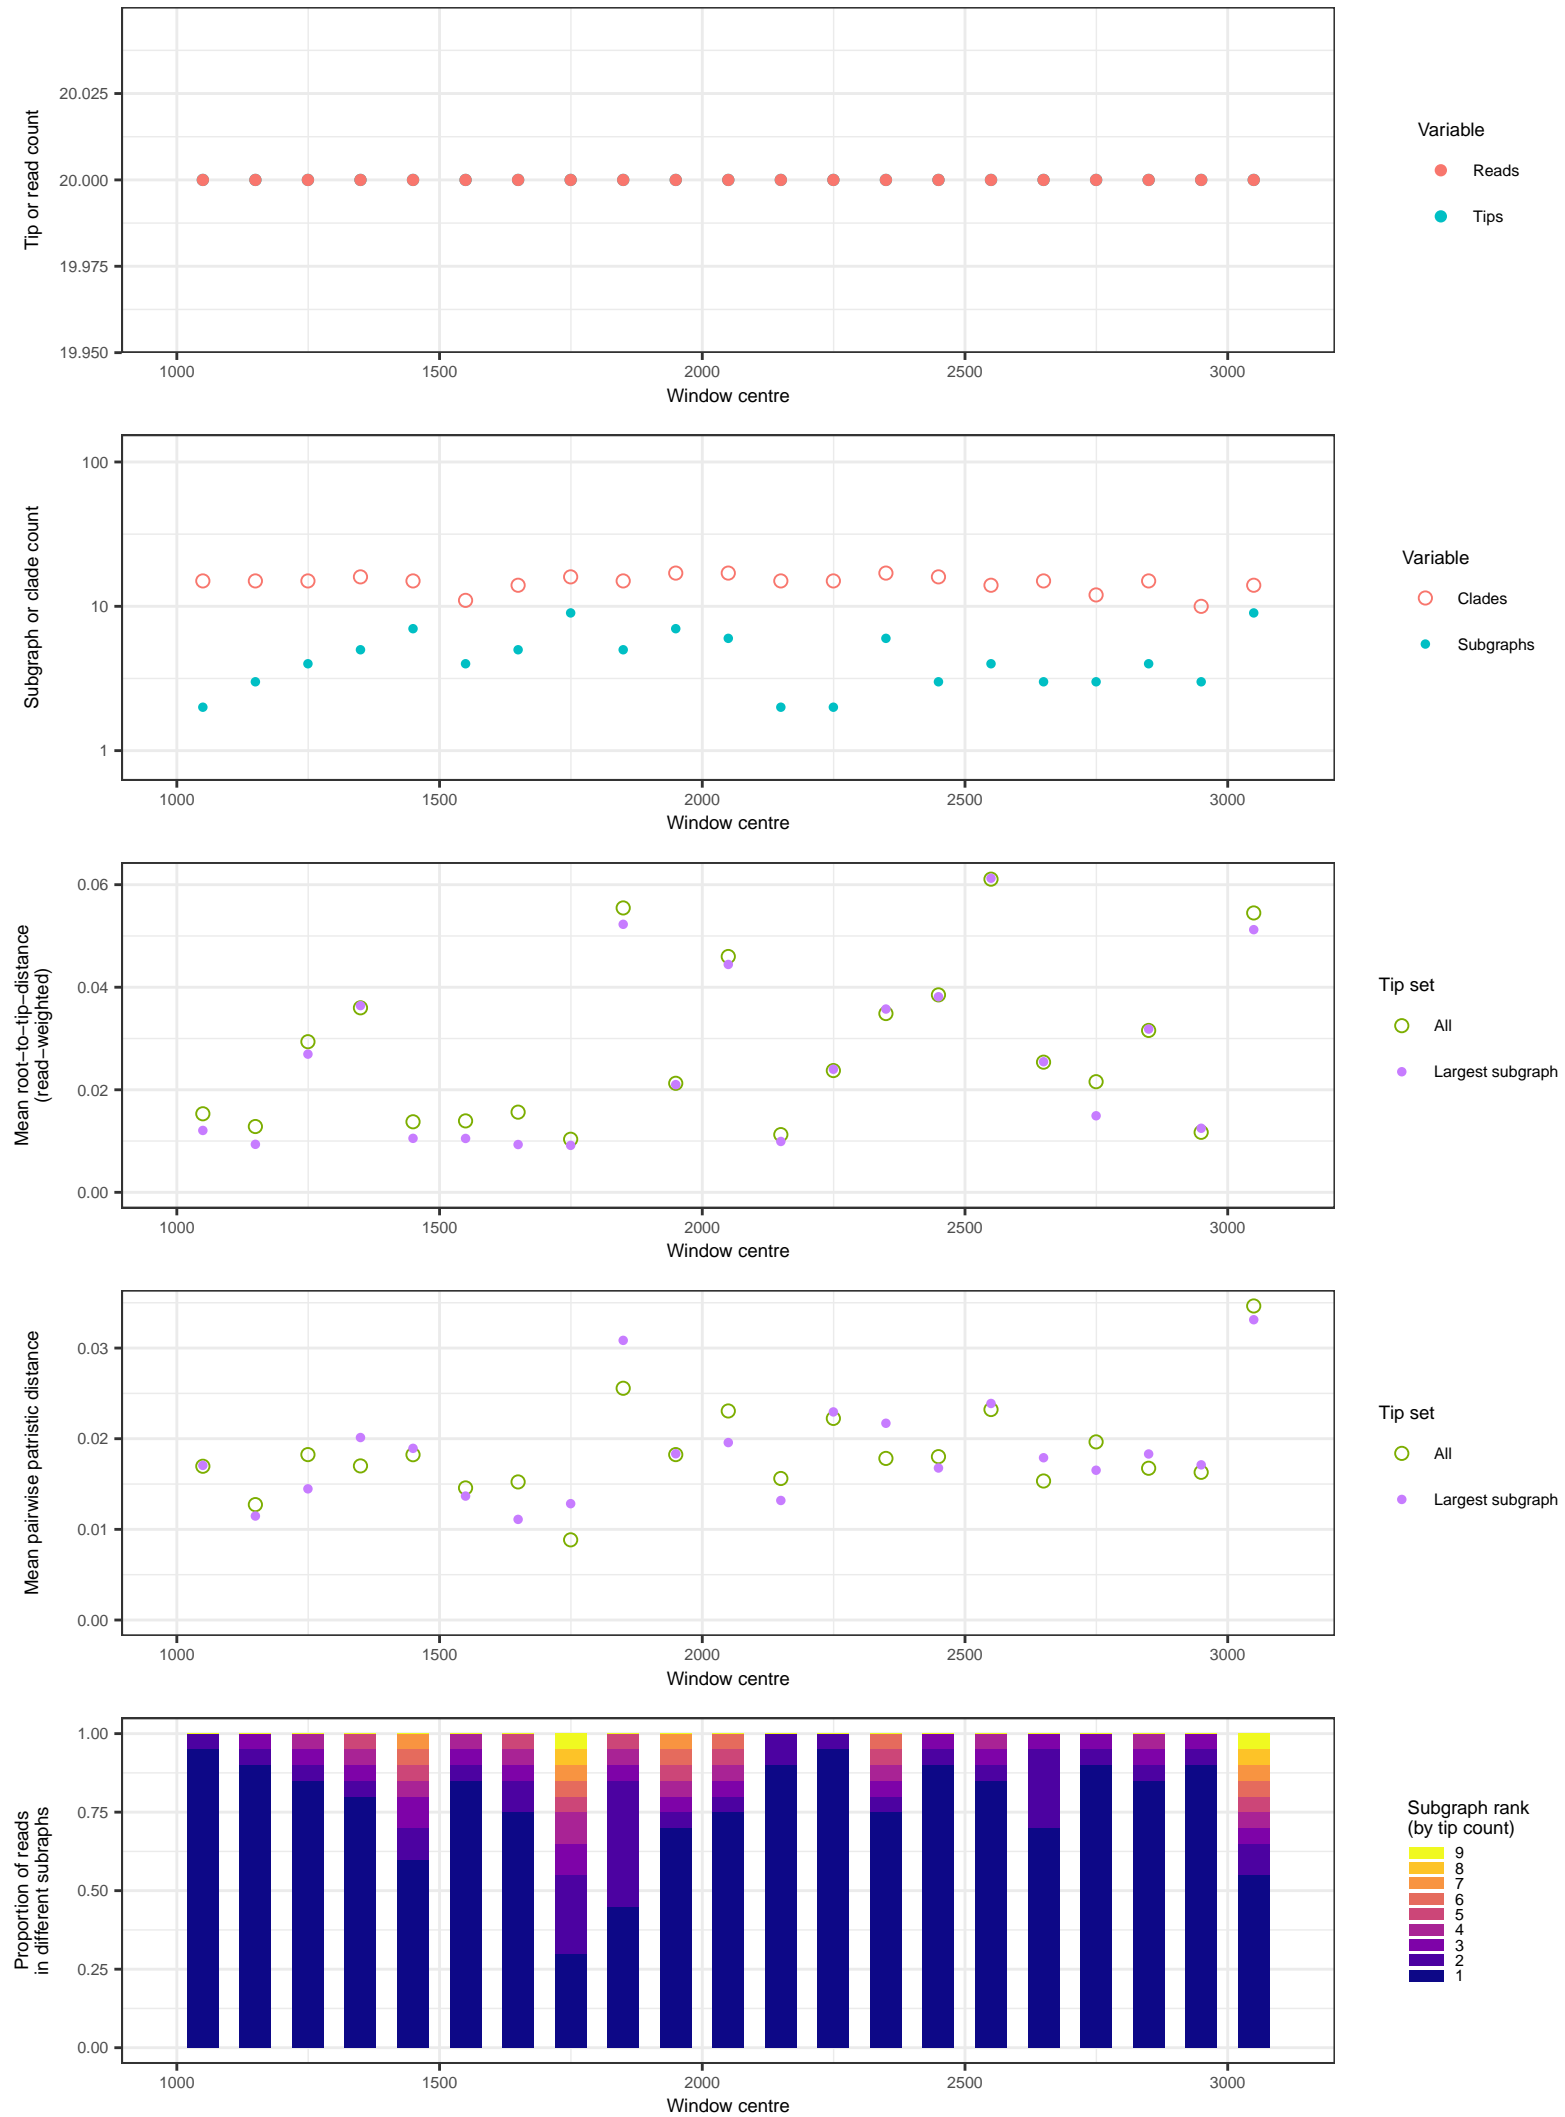 Tip or read count
20.025
20.000
19.975
19.950
1000 1500 2000 2500 3000
Window centre
Variable
Reads
Tips
Subgraph or clade count
100
10
1
1000 1500 2000 2500 3000
Window centre
Variable
Clades
Subgraphs
Mean root−to−tip−distance
(read−weighted)
0.06
0.04
0.02
0.00
1000 1500 2000 2500 3000
Window centre
Tip set
All
Largest subgraph
Mean pairwise patristic distance
0.03
0.02
0.01
0.00
1000 1500 2000 2500 3000
Window centre
Tip set
All
Largest subgraph
Proportion of reads
in different subraphs
1.00
0.75
0.50
0.25
0.00
1000 1500 2000 2500 3000
Window centre
Subgraph rank
(by tip count)
9
8
7
6
5
4
3
2
1